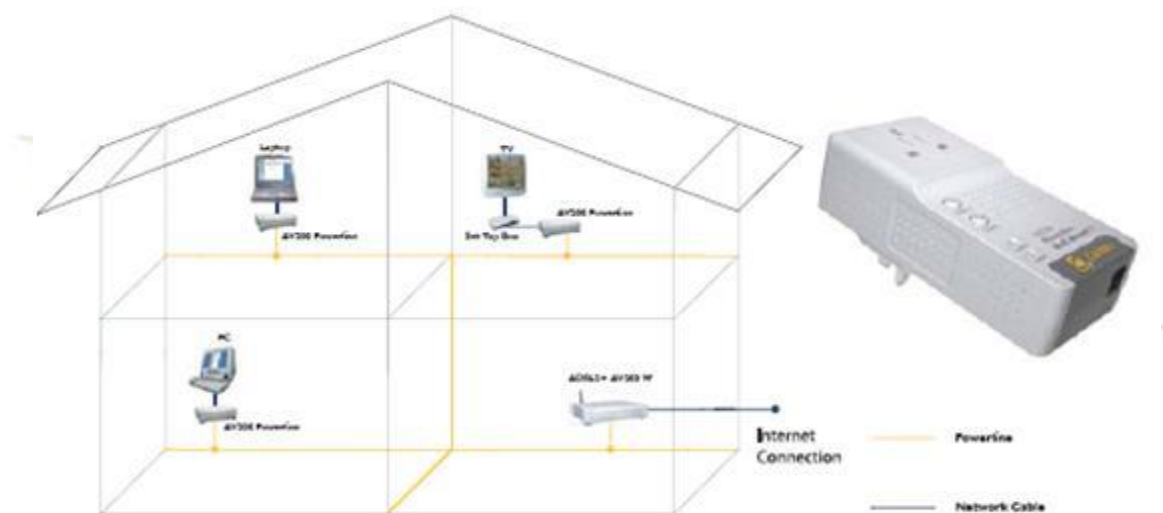 Laptop
TV
AV200 Powerline
AV200 Powerline
Set Top Box
PC
AV200 Powerline
Internet
Connection
Powerline
Network Cable